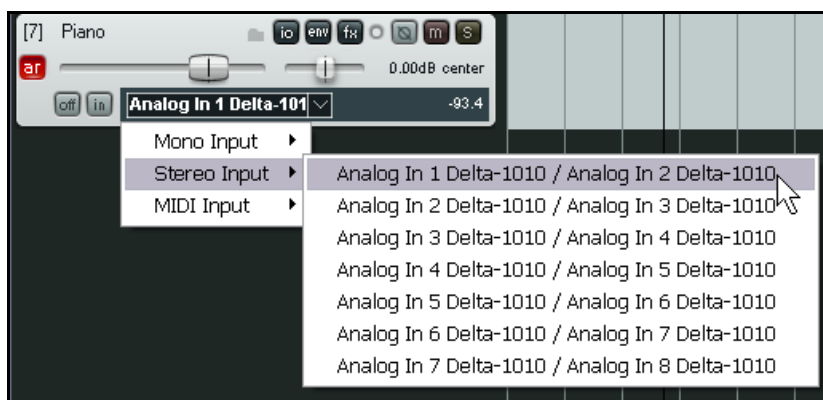 [7] Piano io env fx m s
ar 0.00dB center
off in Analog In 1 Delta-101 -93.4
Mono Input
Stereo Input
MIDI Input
Analog In 1 Delta-1010 / Analog In 2 Delta-1010
Analog In 2 Delta-1010 / Analog In 3 Delta-1010
Analog In 3 Delta-1010 / Analog In 4 Delta-1010
Analog In 4 Delta-1010 / Analog In 5 Delta-1010
Analog In 5 Delta-1010 / Analog In 6 Delta-1010
Analog In 6 Delta-1010 / Analog In 7 Delta-1010
Analog In 7 Delta-1010 / Analog In 8 Delta-1010